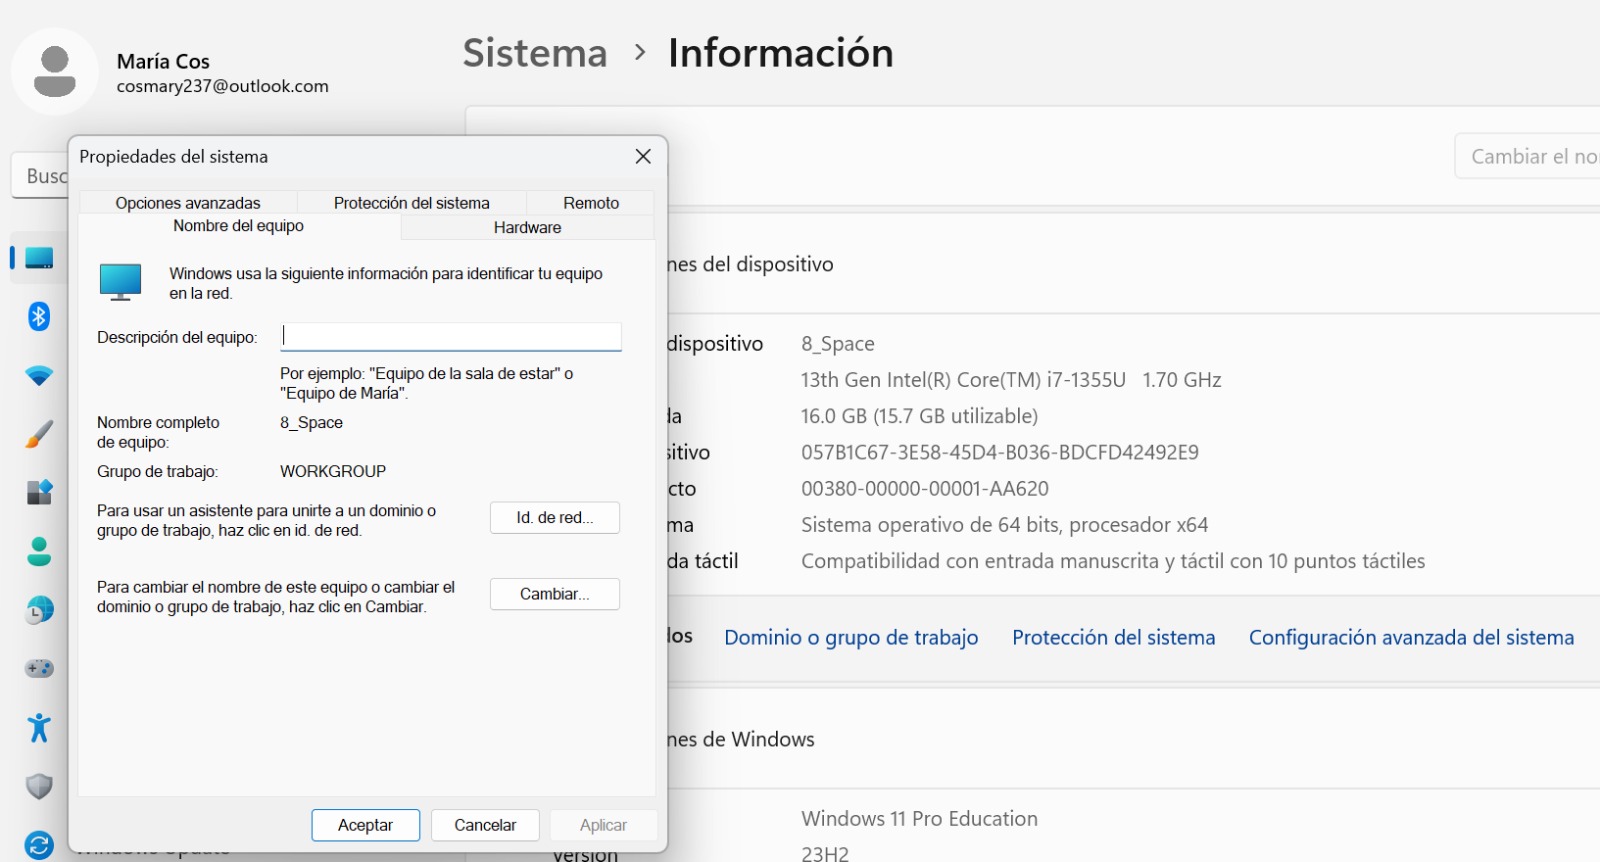 María Cos
cosmary237@outlook.com
Sistema > Información
Busc
Cambiar el no
Propiedades del sistema
Opciones avanzadas
Protección del sistema
Remoto
Nombre del equipo
Hardware
Windows usa la siguiente información para identificar tu equipo
en la red.
Descripción del equipo:
Por ejemplo: "Equipo de la sala de estar" o
"Equipo de María".
Nombre completo
de equipo:
8_Space
Grupo de trabajo:
WORKGROUP
Para usar un asistente para unirte a un dominio o
grupo de trabajo, haz clic en id. de red.
Id. de red...
Para cambiar el nombre de este equipo o cambiar el
dominio o grupo de trabajo, haz clic en Cambiar.
Cambiar...
Aceptar
Cancelar
Aplicar
nes del dispositivo
dispositivo 8_Space
13th Gen Intel(R) Core(TM) i7-1355U 1.70 GHz
da 16.0 GB (15.7 GB utilizable)
sitivo 057B1C67-3E58-45D4-B036-BDCFD42492E9
cto 00380-00000-00001-AA620
ma Sistema operativo de 64 bits, procesador x64
da táctil Compatibilidad con entrada manuscrita y táctil con 10 puntos táctiles
dos Dominio o grupo de trabajo Protección del sistema Configuración avanzada del sistema
nes de Windows
Windows 11 Pro Education
Versión 23H2
Windows Update